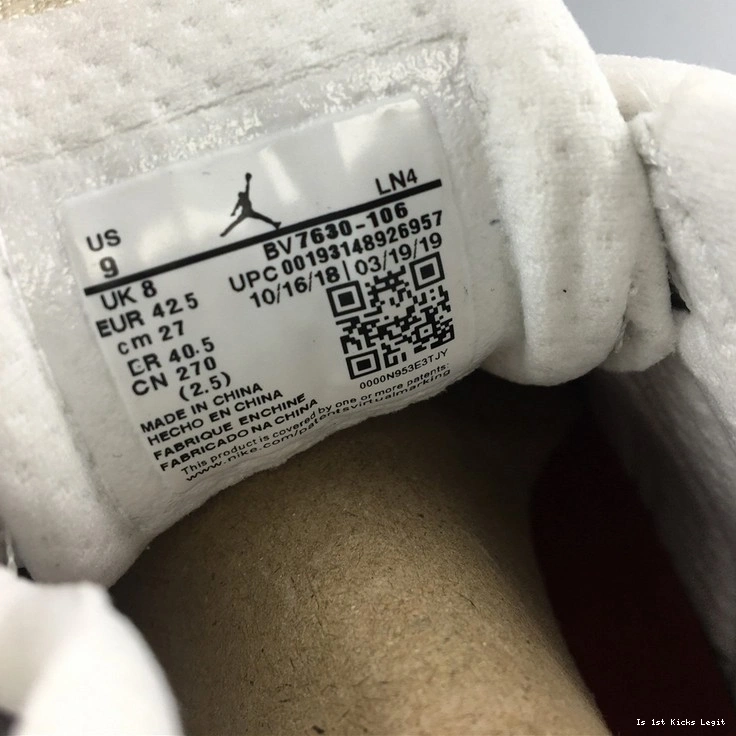 LN4
US
9
BV7630-106
UPC 00193148926957
10/16/18 | 03/19/19
UK 8
EUR 42.5
cm 27
BR 40.5
CN 270
(2.5)
0000N953E3TJY
MADE IN CHINA
HECHO EN CHINA
FABRIQUE EN CHINE
FABRICADO NA CHINA
This product is covered by one or more patents:
www.nike.com/patentsvirtualmarking
Is 1st Kicks Legit